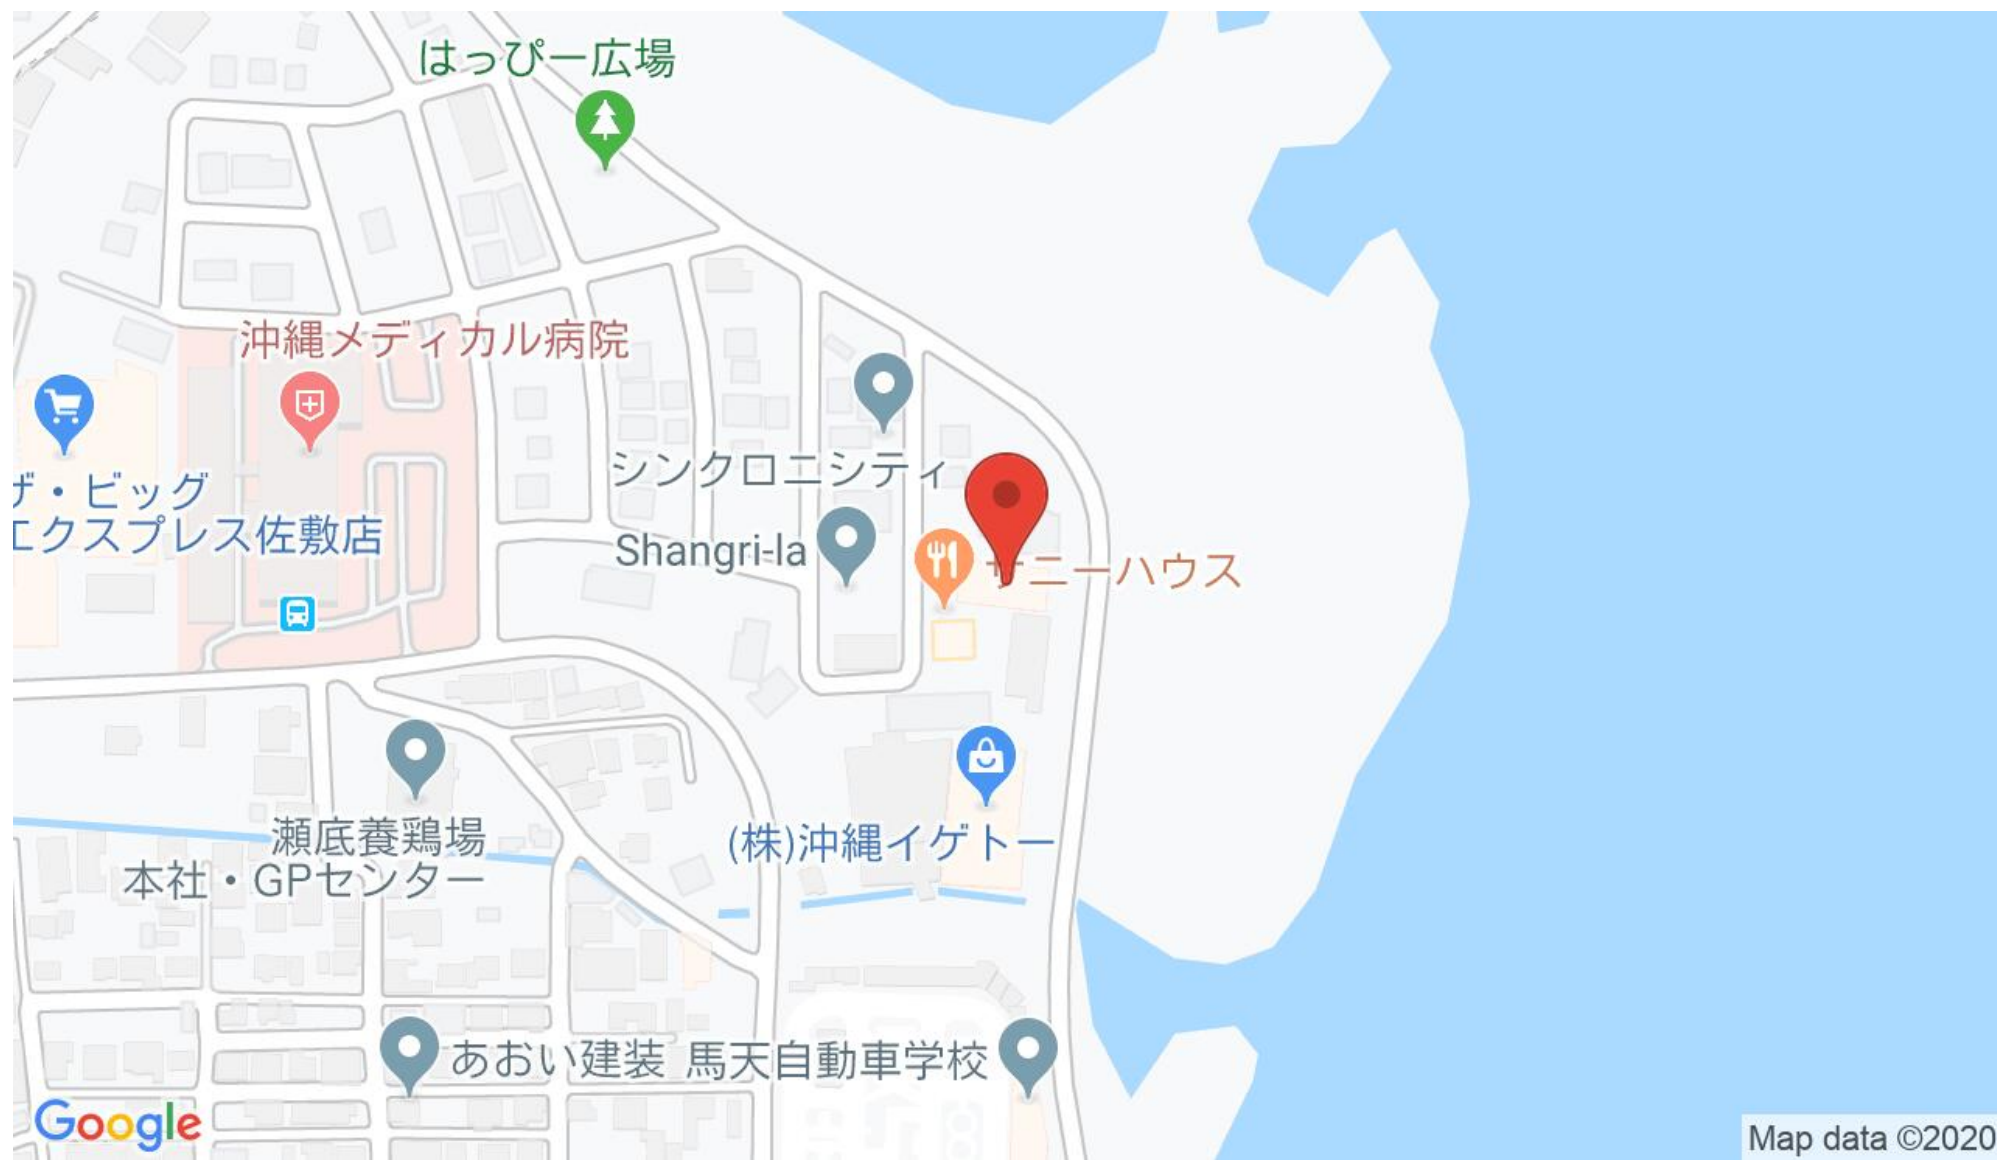 はっぴー広場
沖縄メディカル病院
ザ・ビッグ
エクスプレス佐敷店
シンクロニシティ
Shangri-la
サニーハウス
(株)沖縄イゲトー
瀬底養鶏場
本社・GPセンター
あおい建装
馬天自動車学校
Google
Map data ©2020